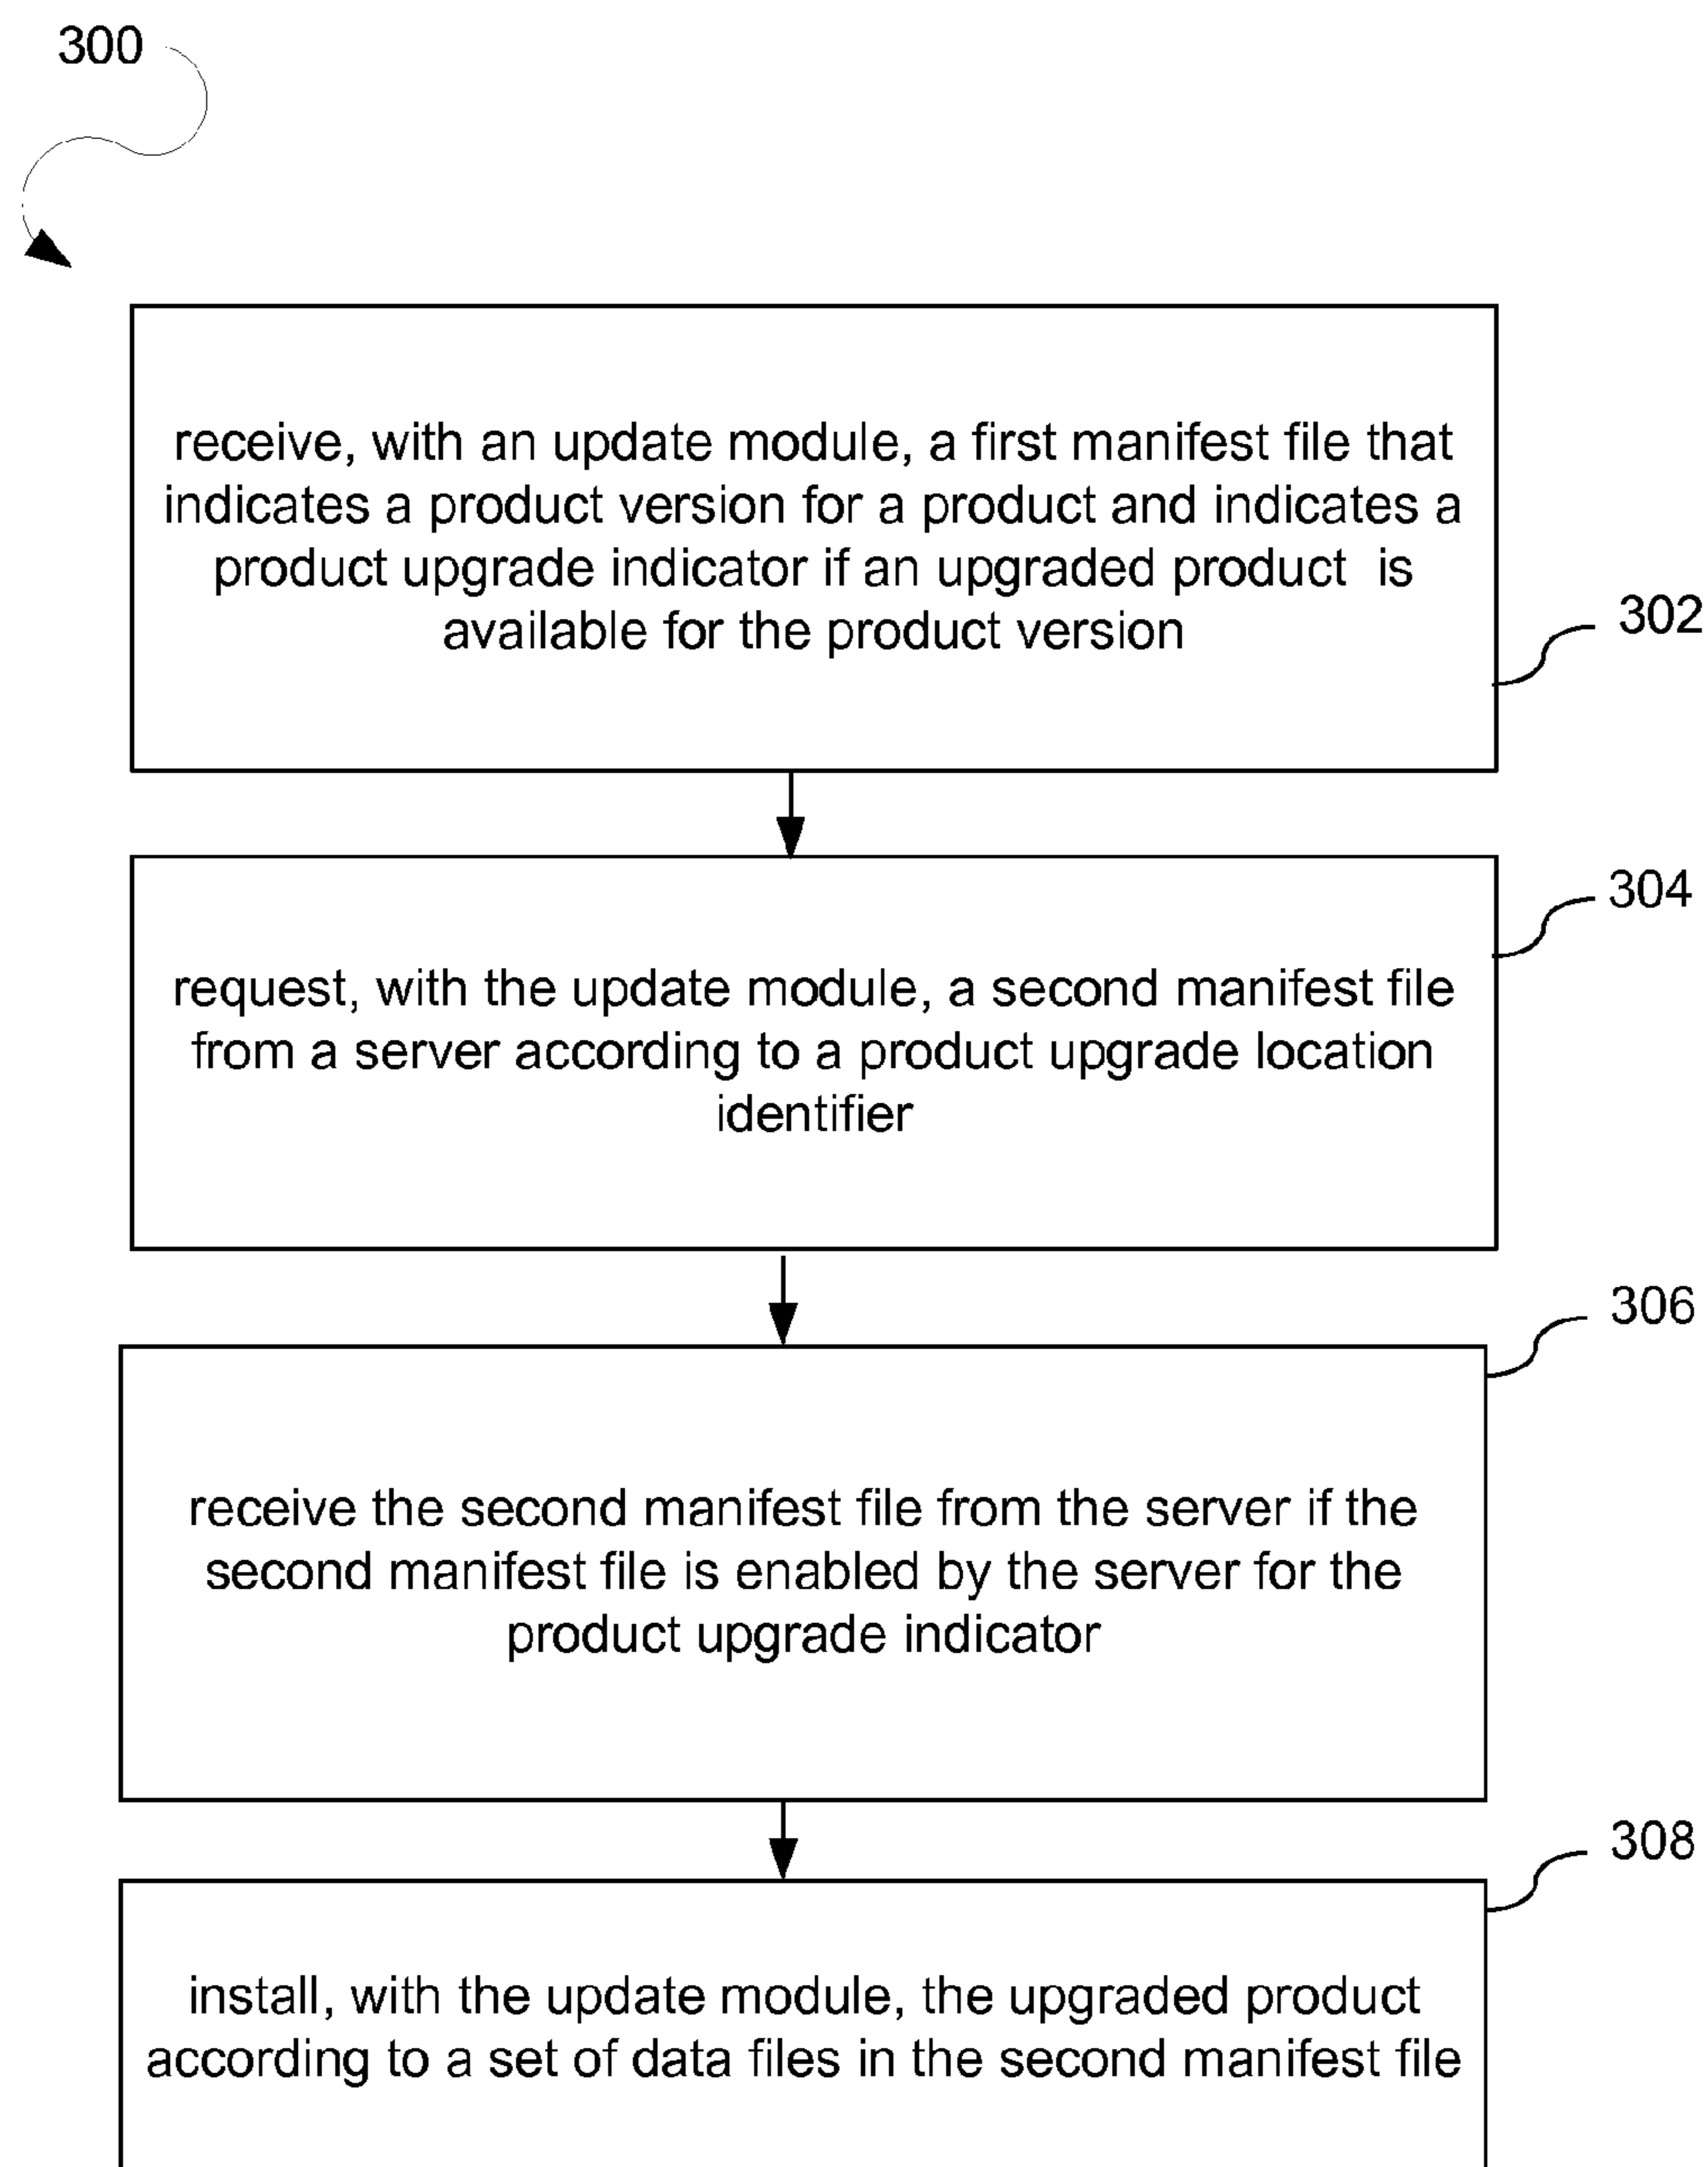 300
receive, with an update module, a first manifest file that
indicates a product version for a product and indicates a
product upgrade indicator if an upgraded product is
available for the product version
302
304
request, with the update module, a second manifest file
from a server according to a product upgrade location
identifier
306
receive the second manifest file from the server if the
second manifest file is enabled by the server for the
product upgrade indicator
308
install, with the update module, the upgraded product
according to a set of data files in the second manifest file